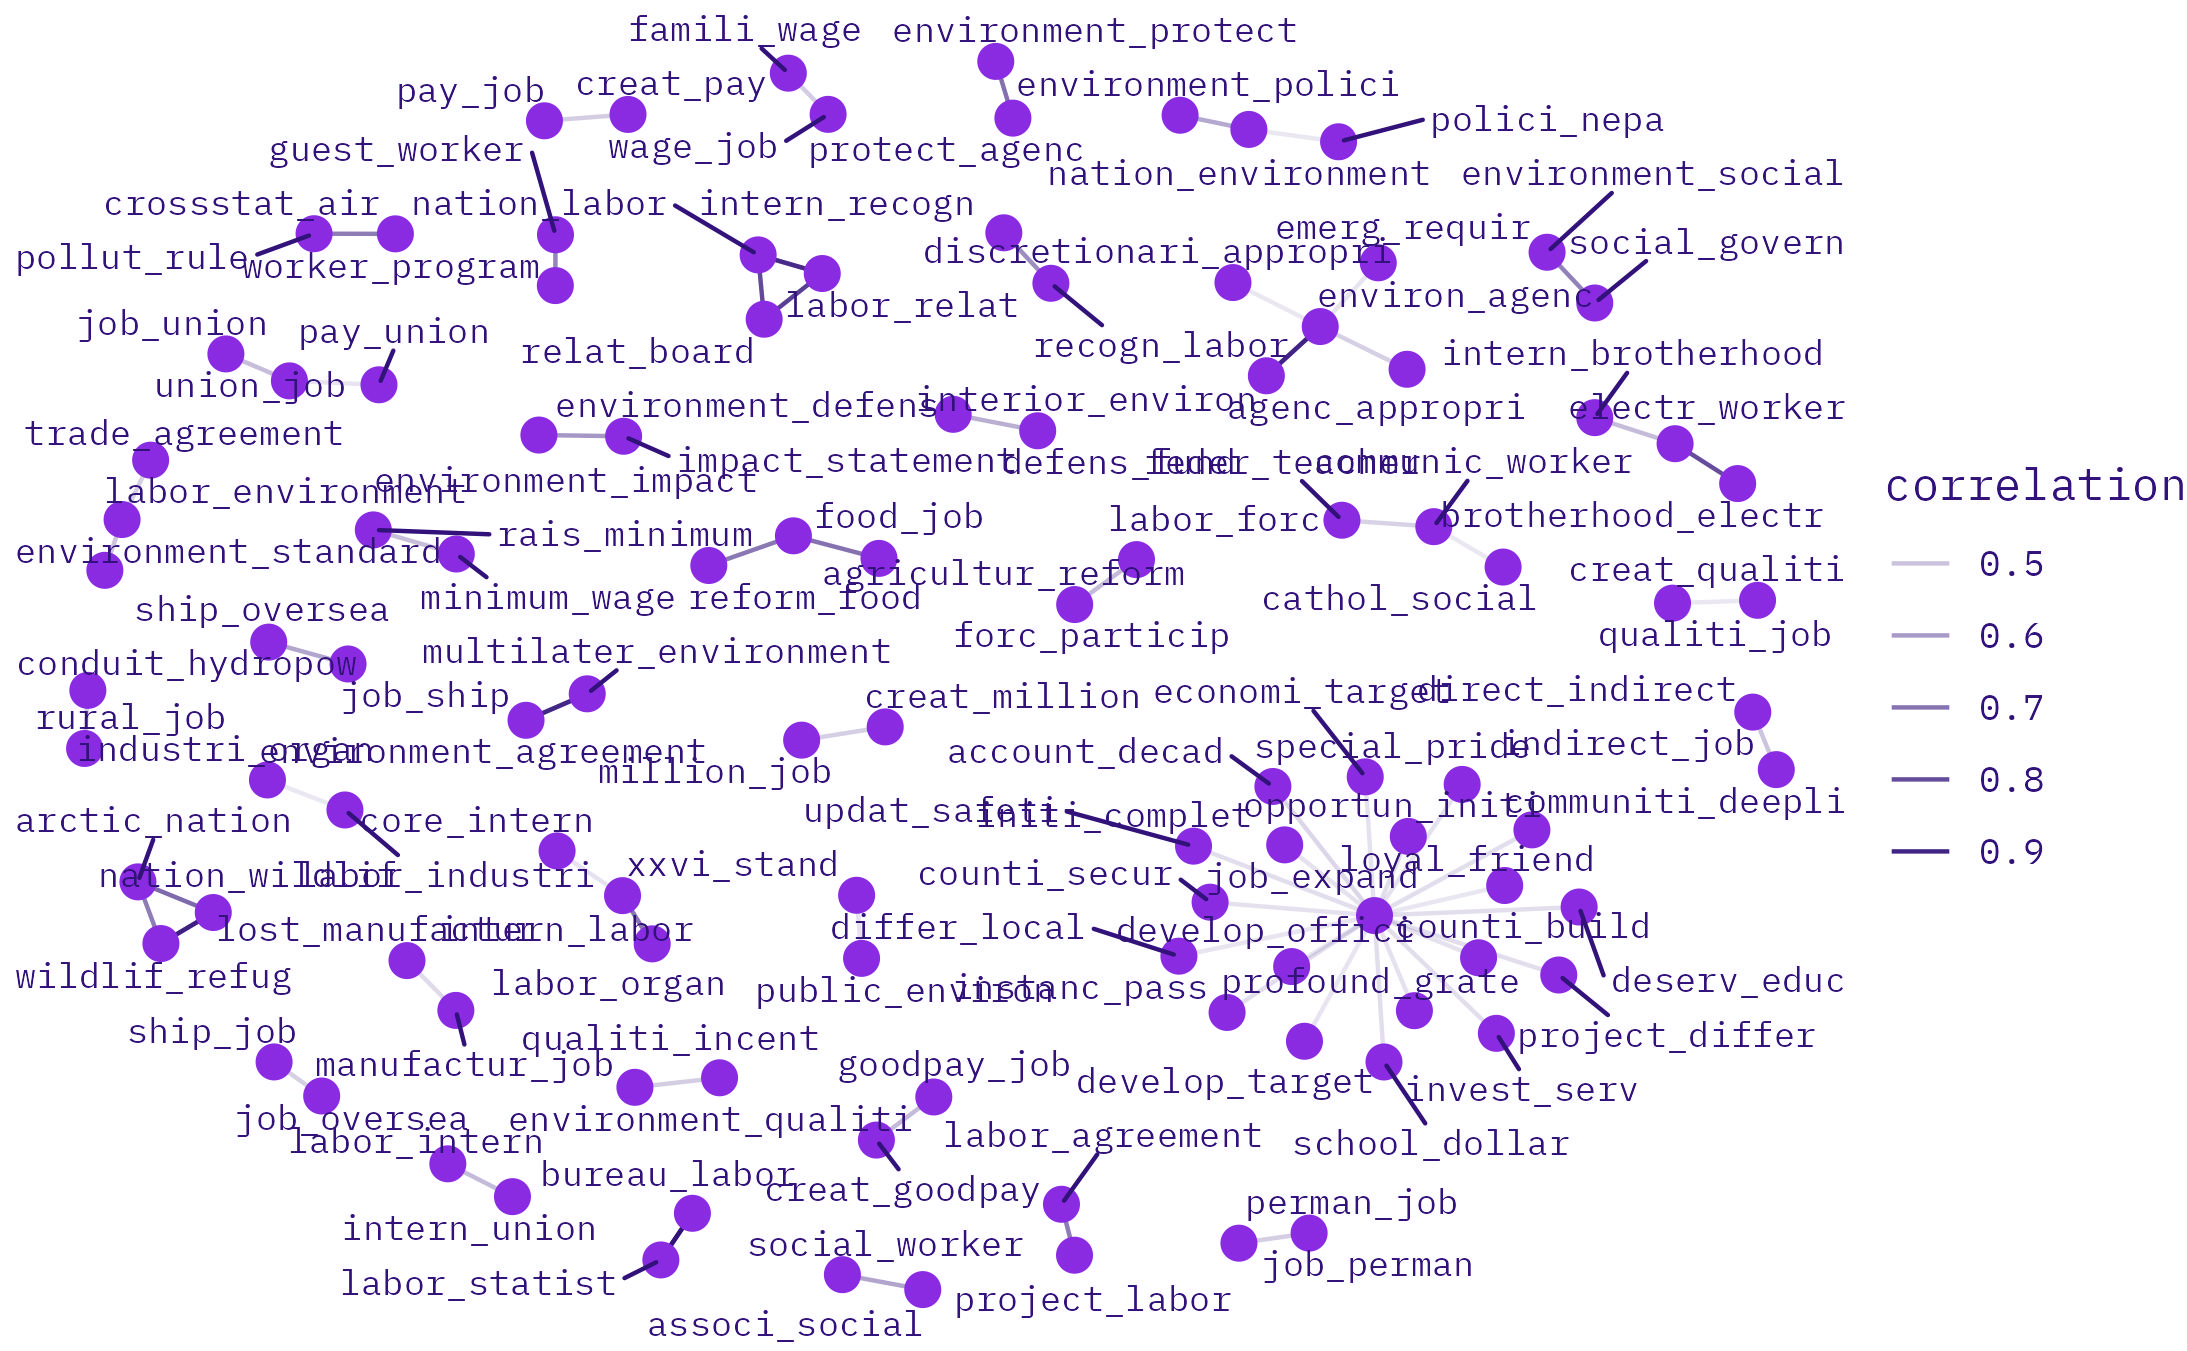 famili_wage
environment_protect
pay_job
creat_pay
environment_polici
polici_nepa
guest_worker
wage_job
protect_agenc
nation_environment
environment_social
crossstat_air
nation_labor
intern_recogn
emerg_requir
social_govern
pollut_rule
worker_program
discretionari_appropri
labor_relat
environ_agenc
job_union
pay_union
relat_board
recogn_labor
intern_brotherhood
union_job
environment_defens
interior_environ
agenc_appropri
electr_worker
trade_agreement
impact_statement
defens_fund
feder_teacher
communic_worker
labor_environment
environment_impact
correlation
rais_minimum
food_job
labor_forc
brotherhood_electr
environment_standard
agricultur_reform
creat_qualiti
0.5
ship_oversea
minimum_wage
reform_food
cathol_social
forc_particip
qualiti_job
0.6
conduit_hydropow
multilater_environment
job_ship
creat_million
economi_target
direct_indirect
0.7
rural_job
industri_organ
environment_agreement
million_job
account_decad
special_pride
indirect_job
0.8
arctic_nation
core_intern
updat_safeti
initi_complet
opportun_initi
communiti_deepli
0.9
nation_wildlif
labor_industri
xxvi_stand
counti_secur
job_expand
loyal_friend
lost_manufactur
intern_labor
differ_local
develop_offici
counti_build
wildlif_refug
labor_organ
public_environ
instanc_pass
profound_grate
deserv_educ
ship_job
manufactur_job
qualiti_incent
goodpay_job
project_differ
develop_target
invest_serv
job_oversea
environment_qualiti
labor_intern
labor_agreement
school_dollar
bureau_labor
creat_goodpay
perman_job
intern_union
social_worker
job_perman
labor_statist
project_labor
associ_social